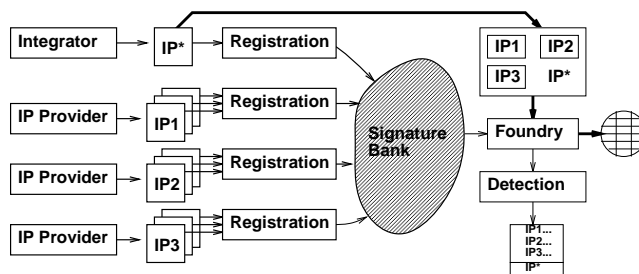 Integrator
IP*
Registration
IP1
IP2
IP3
IP*
IP Provider
IP1
Registration
Signature
Bank
Foundry
IP Provider
IP2
Registration
Detection
IP Provider
IP3
Registration
IP1...
IP2...
IP3...
IP*